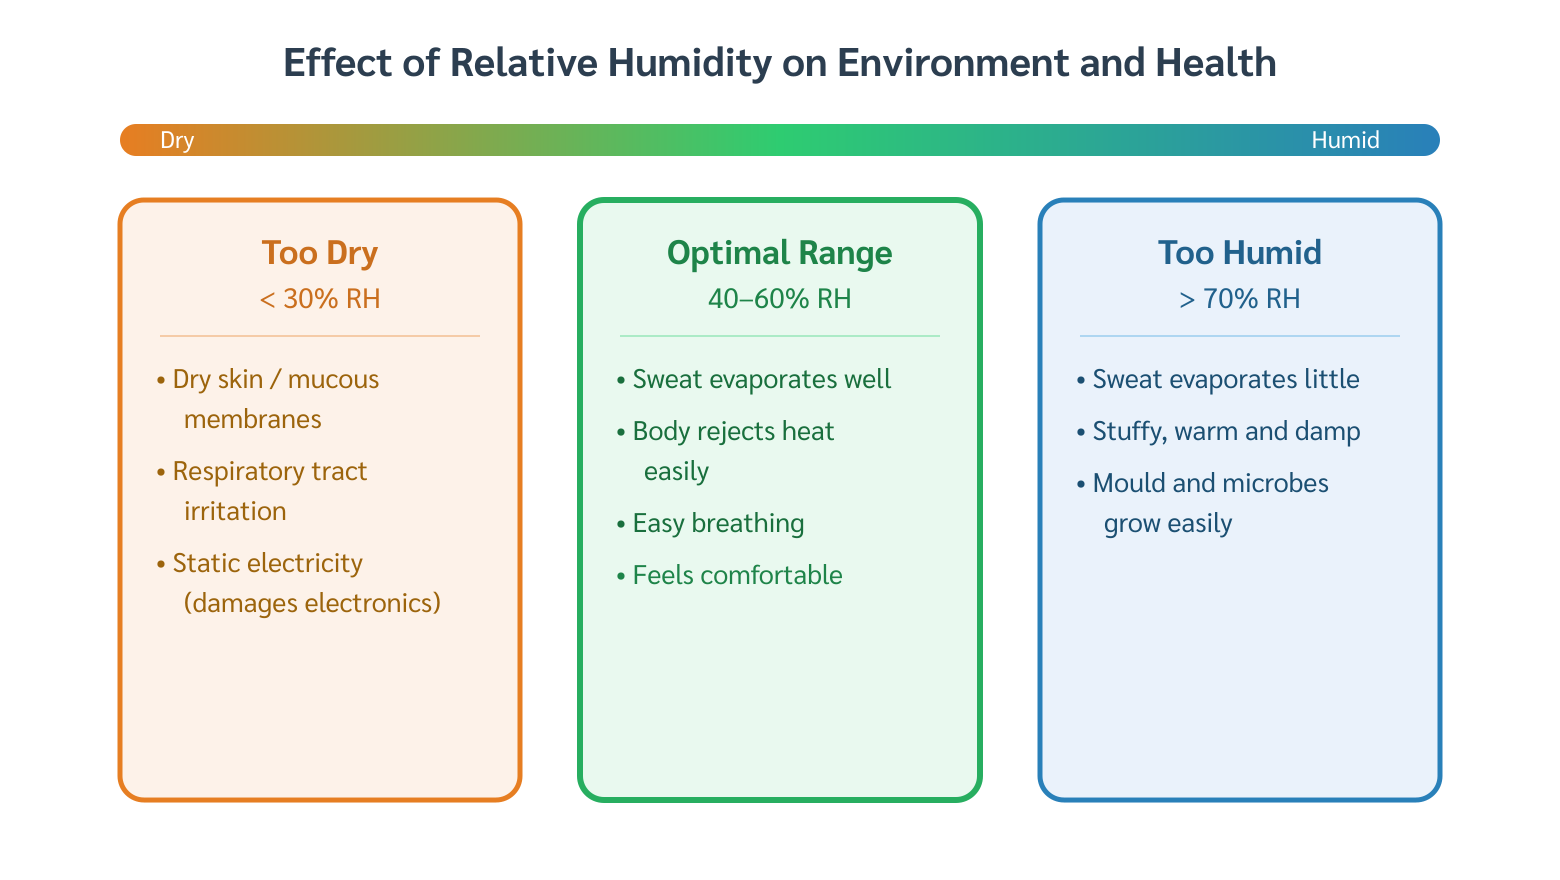 Effect of Relative Humidity on Environment and Health
Dry
Humid
Too Dry
< 30% RH
• Dry skin / mucous
membranes
• Respiratory tract
irritation
• Static electricity
(damages electronics)
Optimal Range
40–60% RH
• Sweat evaporates well
• Body rejects heat
easily
• Easy breathing
• Feels comfortable
Too Humid
> 70% RH
• Sweat evaporates little
• Stuffy, warm and damp
• Mould and microbes
grow easily